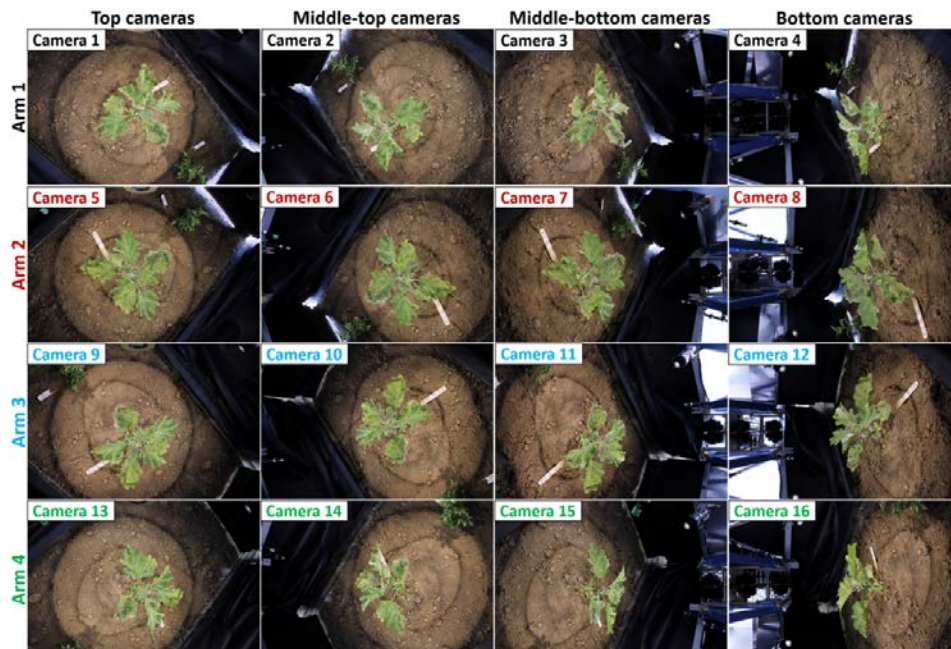 Top cameras Middle-top cameras Middle-bottom cameras Bottom cameras
Arm 1
Camera 1 Camera 2 Camera 3 Camera 4
Arm 2
Camera 5 Camera 6 Camera 7 Camera 8
Arm 3
Camera 9 Camera 10 Camera 11 Camera 12
Arm 4
Camera 13 Camera 14 Camera 15 Camera 16